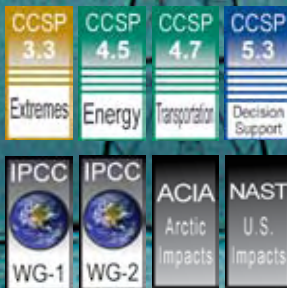 CCSP CCSP CCSP CCSP
3.3 4.5 4.7 5.3
Extremes Energy Transportation Decision
Support
IPCC IPCC ACIA NAST
Arctic U.S.
Impacts Impacts
WG-1 WG-2